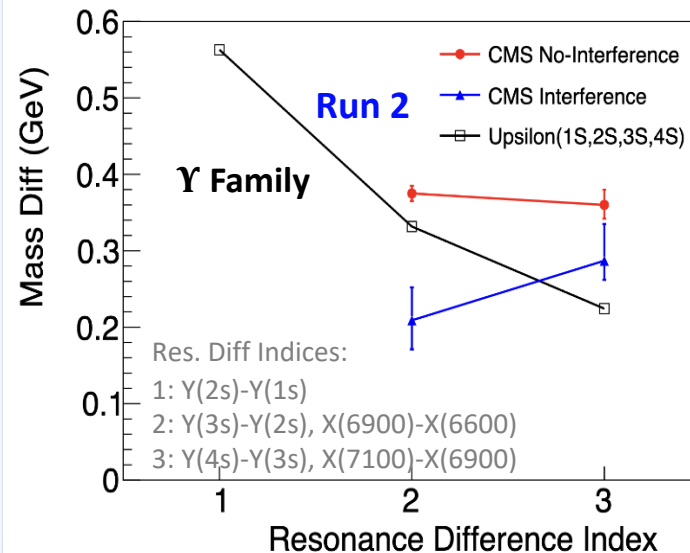 0.6
0.5
0.4
0.3
0.2
0.1
0
Mass Diff (GeV)
CMS No-Interference
CMS Interference
Upsilon(1S,2S,3S,4S)
Run 2
ϒ Family
Res. Diff Indices:
1: Y(2s)-Y(1s)
2: Y(3s)-Y(2s), X(6900)-X(6600)
3: Y(4s)-Y(3s), X(7100)-X(6900)
1 2 3
Resonance Difference Index